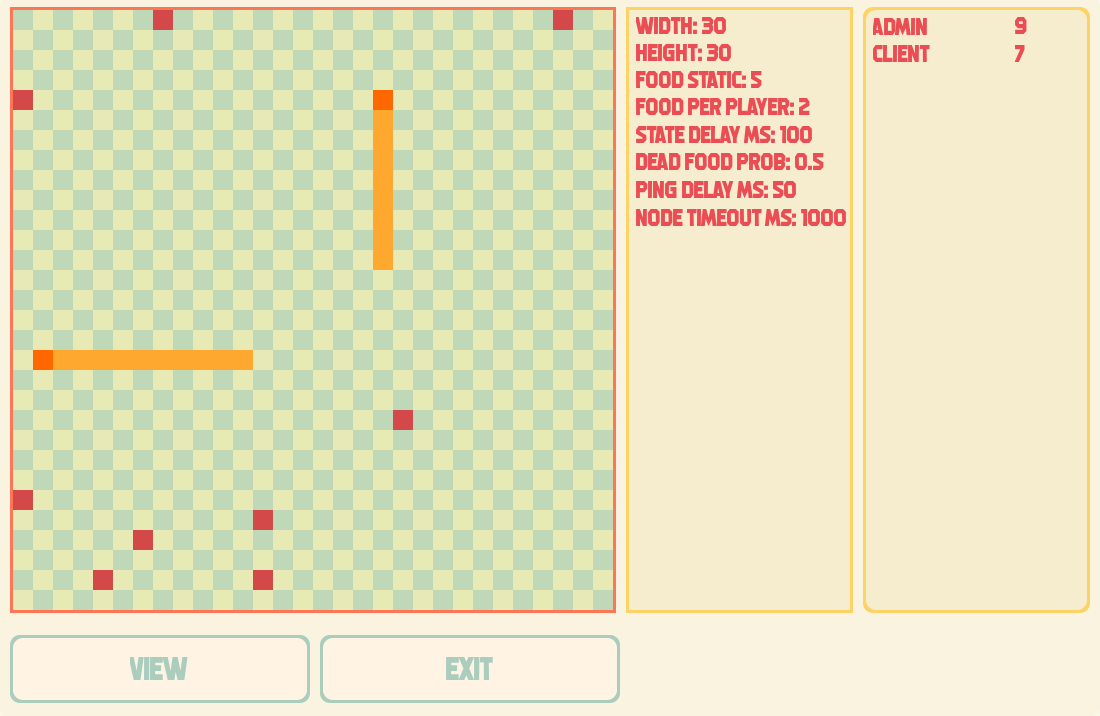 WIDTH: 30
HEIGHT: 30
FOOD STATIC: 5
FOOD PER PLAYER: 2
STATE DELAY MS: 100
DEAD FOOD PROB: 0.5
PING DELAY MS: 50
NODE TIMEOUT MS: 1000
ADMIN 9
CLIENT 7
VIEW
EXIT